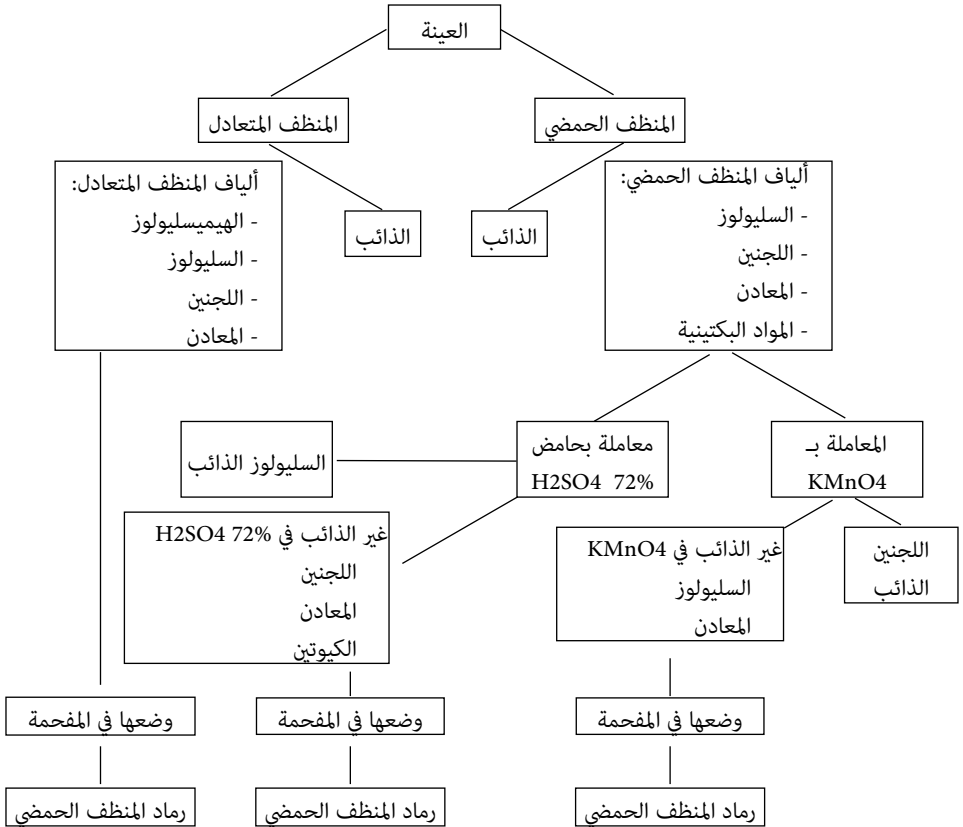 العينة
المنظف الحمضي
المنظف المتعادل
ألياف المنظف الحمضي:
- السليولوز
- اللجنين
- المعادن
- المواد البكتينية
الذائب
الذائب
ألياف المنظف المتعادل:
- الهيميسليولوز
- السليولوز
- اللجنين
- المعادن
المعاملة بـ
KMnO4
معاملة بحامض
H2SO4 72%
السليولوز الذائب
اللجنين
الذائب
غير الذائب في KMnO4
السليولوز
المعادن
غير الذائب في H2SO4 72%
اللجنين
المعادن
الكيوتين
وضعها في المفحمة
وضعها في المفحمة
وضعها في المفحمة
رماد المنظف الحمضي
رماد المنظف الحمضي
رماد المنظف الحمضي